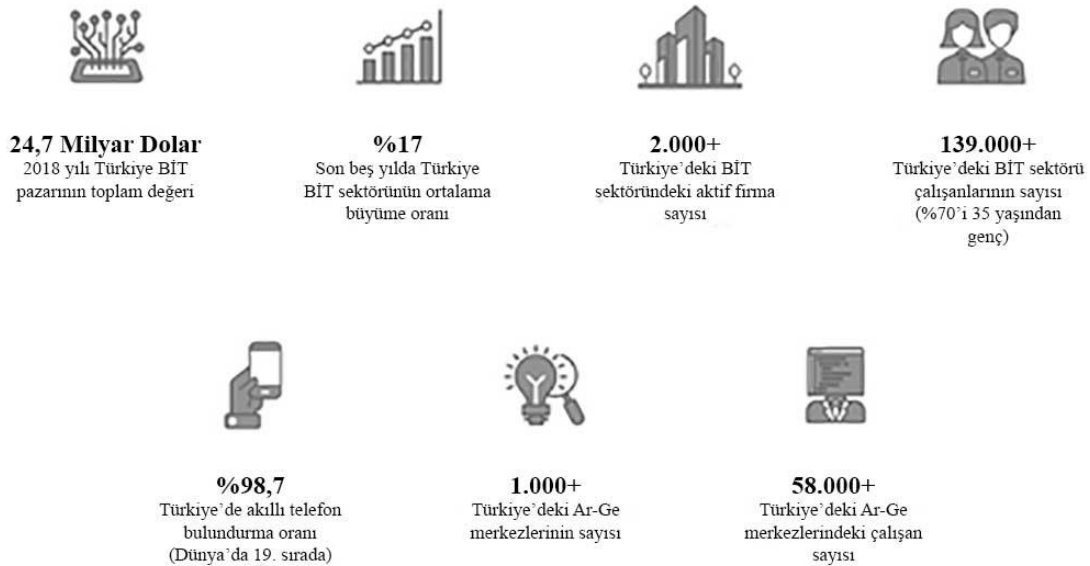 24,7 Milyar Dolar
2018 yılı Türkiye BİT
pazarının toplam değeri
%17
Son beş yılda Türkiye
BİT sektörünün ortalama
büyüme oranı
2.000+
Türkiye'deki BİT
sektöründeki aktif firma
sayısı
139.000+
Türkiye'deki BİT sektörü
çalışanlarının sayısı
(%70'i 35 yaşından
genç)
%98,7
Türkiye'de akıllı telefon
bulundurma oranı
(Dünya'da 19. sırada)
1.000+
Türkiye'deki Ar-Ge
merkezlerinin sayısı
58.000+
Türkiye'deki Ar-Ge
merkezlerindeki çalışan
sayısı